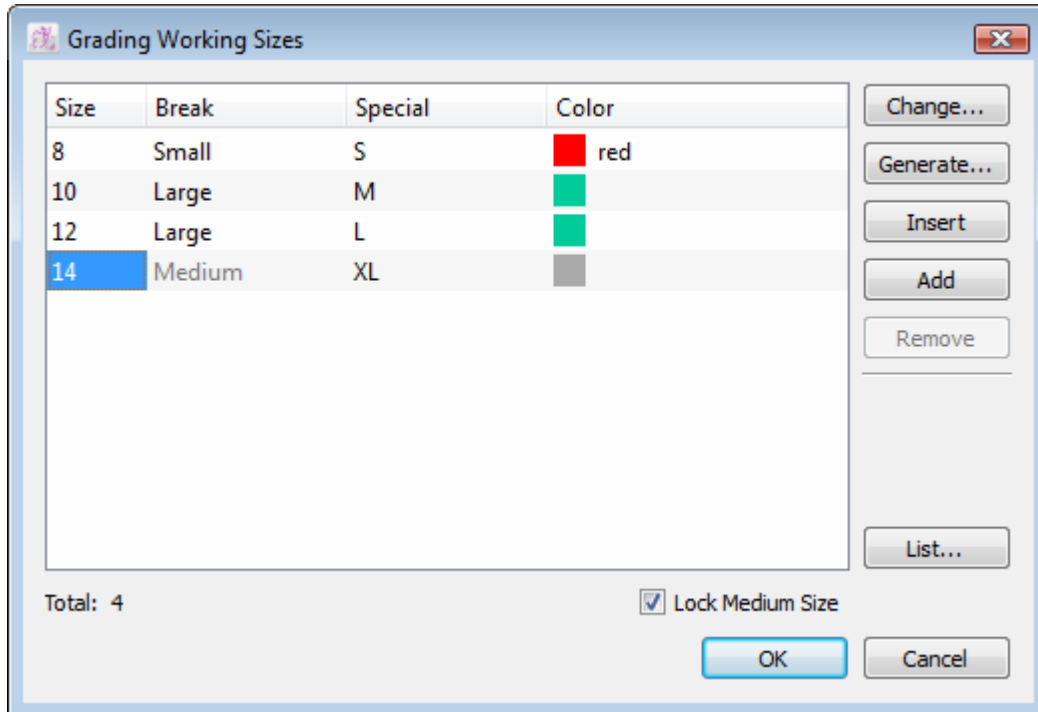 Grading Working Sizes
Size Break Special Color
8 Small S red
10 Large M
12 Large L
14 Medium XL
Change...
Generate...
Insert
Add
Remove
List...
Total: 4
Lock Medium Size
OK
Cancel